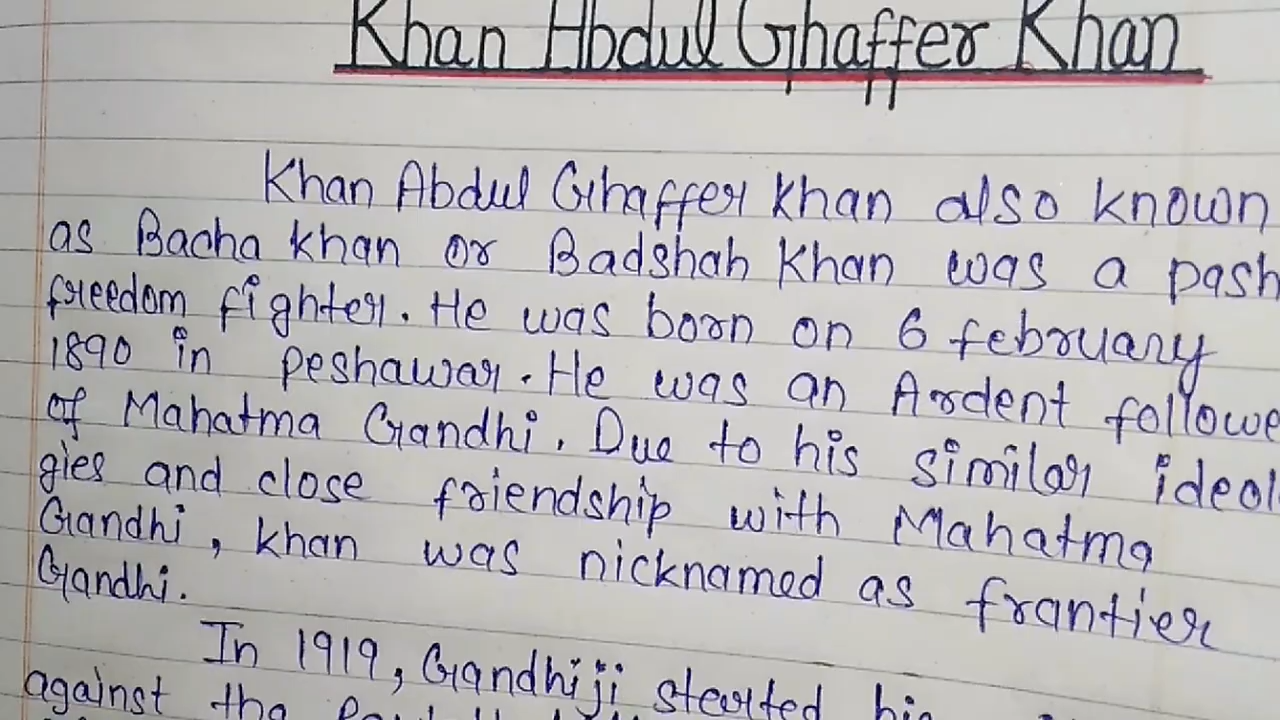 Khan Abdul Ghaffer Khan
Khan Abdul Ghaffer Khan also known
as Bacha khan or Badshah Khan was a pash
freedom fighter. He was born on 6 february
1890 in peshawar. He was an Ardent followe
of Mahatma Gandhi. Due to his similar ideol
gies and close friendship with Mahatma
Gandhi, khan was nicknamed as frantier
Gandhi.
In 1919, Gandhiji started
against the